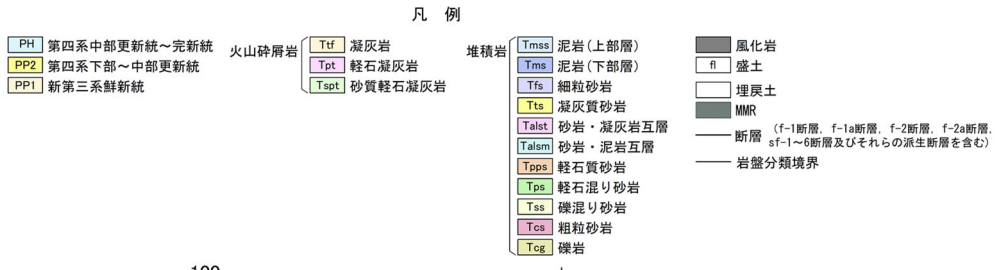 凡 例
PH 第四系中部更新統～完新統
PP2 第四系下部～中部更新統
PP1 新第三系鮮新統
火山砕屑岩
Ttf 凝灰岩
Tpt 軽石凝灰岩
Tspt 砂質軽石凝灰岩
堆積岩
Tmss 泥岩(上部層)
Tms 泥岩(下部層)
Tfs 細粒砂岩
Tts 凝灰質砂岩
Talst 砂岩・凝灰岩互層
Talsm 砂岩・泥岩互層
Tpps 軽石質砂岩
Tps 軽石混り砂岩
Tss 礫混り砂岩
Tcs 粗粒砂岩
Tcg 礫岩
風化岩
fl 盛土
埋戻土
MMR
断層 (f-1断層, f-1a断層, f-2断層, f-2a断層,
sf-1～6断層及びそれらの派生断層を含む)
岩盤分類境界